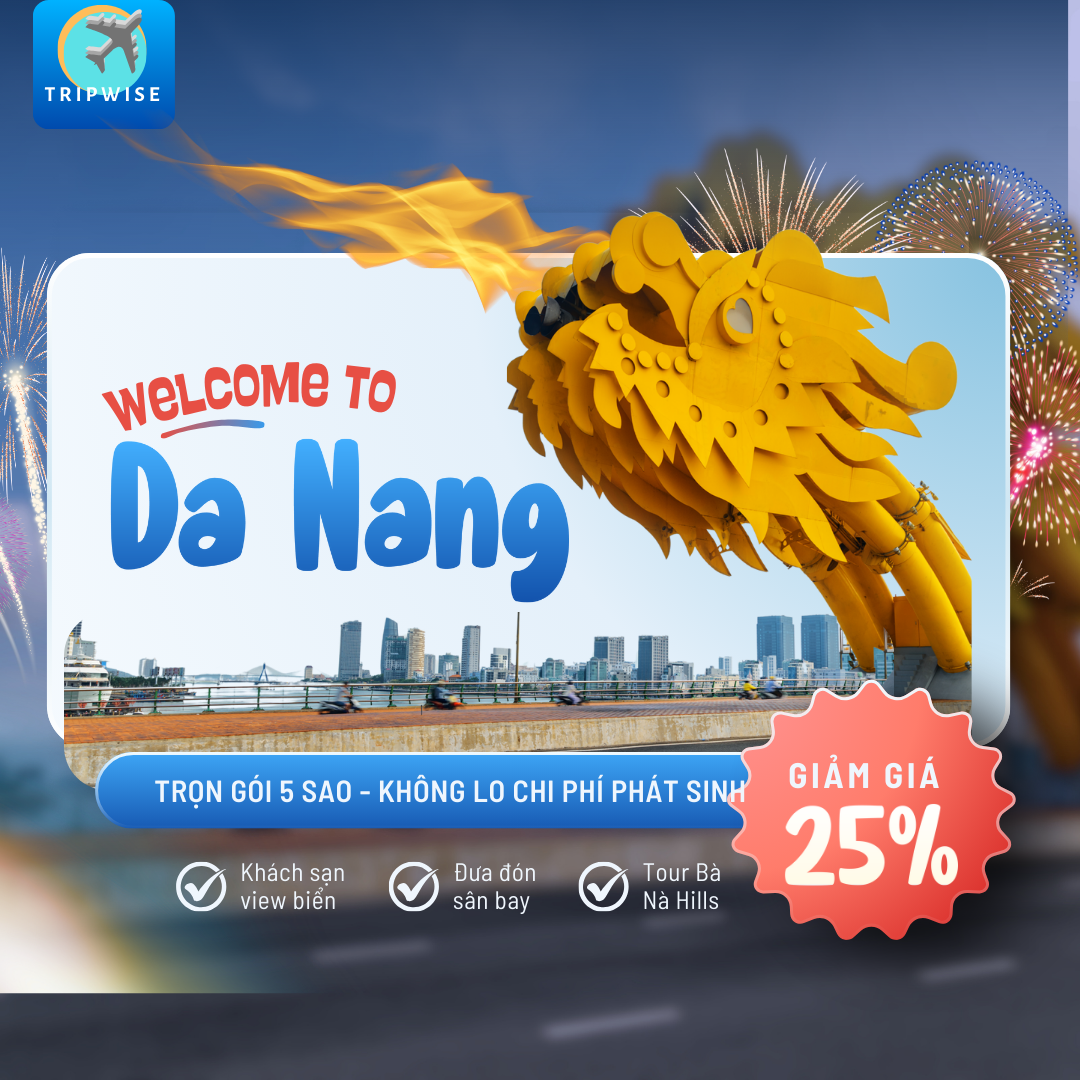 TRIPWISE
WELCOME TO
Da Nang
TRỌN GÓI 5 SAO - KHÔNG LO CHI PHÍ PHÁT SINH
GIẢM GIÁ
25%
Khách sạn
view biển
Đưa đón
sân bay
Tour Bà
Nà Hills